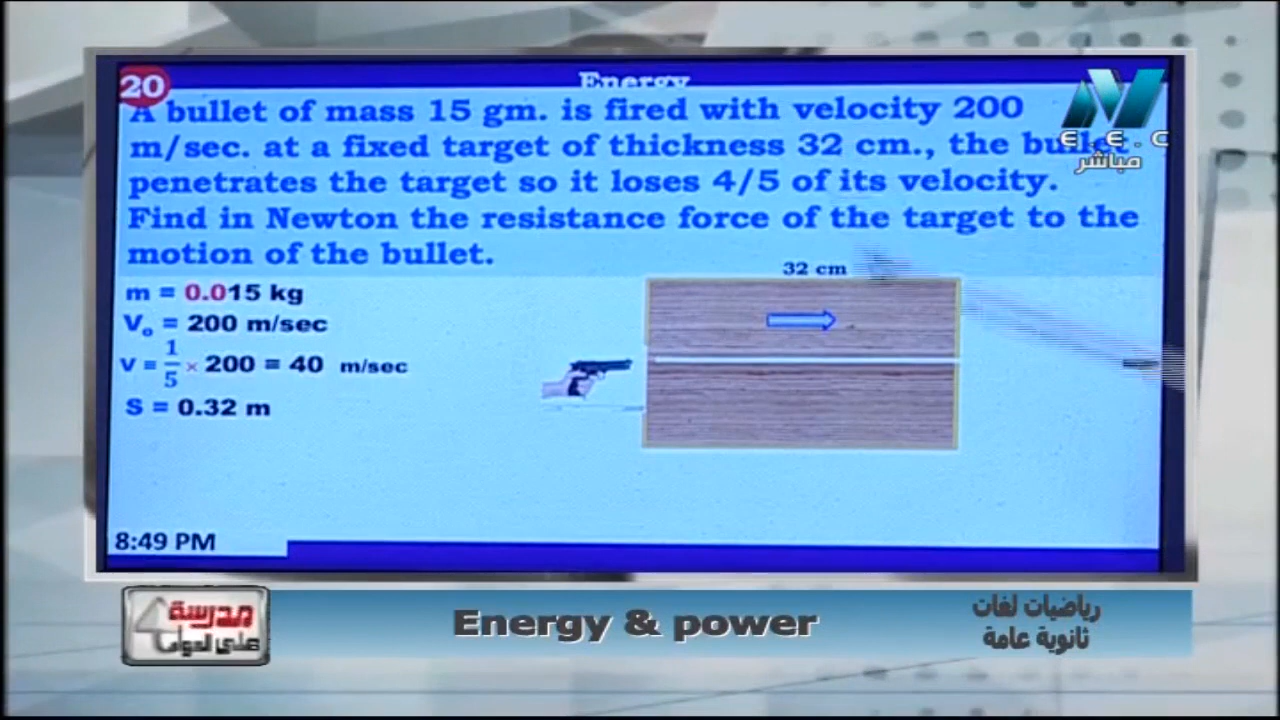 20
Energy
A bullet of mass 15 gm. is fired with velocity 200
m/sec. at a fixed target of thickness 32 cm., the bullet
penetrates the target so it loses 4/5 of its velocity.
Find in Newton the resistance force of the target to the
motion of the bullet.
E.E.C
مباشر
32 cm
m = 0.015 kg
V₀ = 200 m/sec
v = 1/5 × 200 = 40 m/sec
S = 0.32 m
8:49 PM
مدرسة
على الهواء
Energy & power
رياضيات لغات
ثانوية عامة